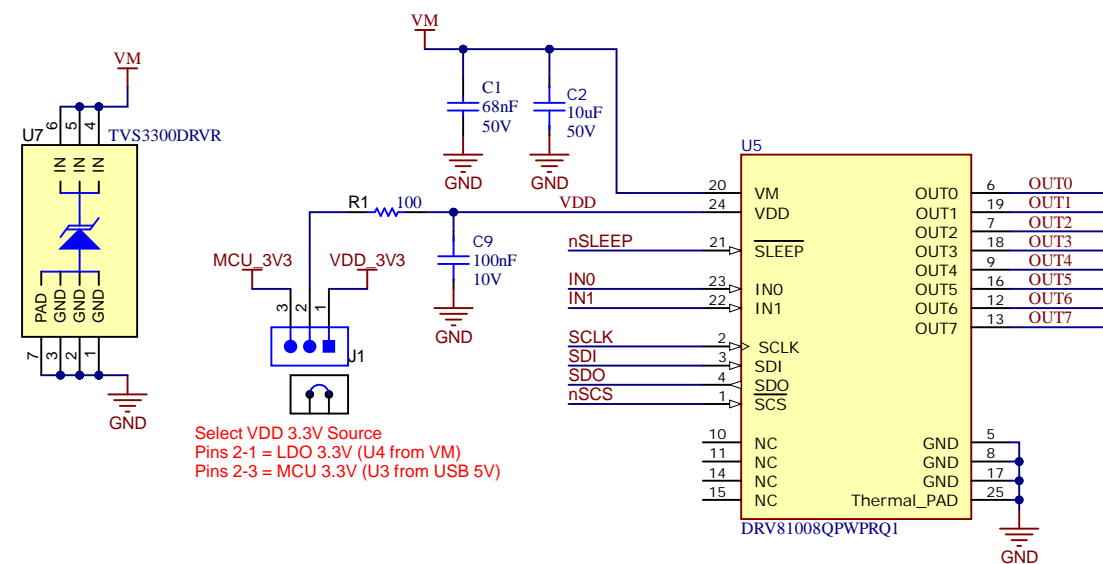 VM
6
5
4
U7
TVS3300DRVR
IN
IN
IN
PAD
GND
GND
GND
7
3
2
1
GND
VM
C1
68nF
50V
C2
10uF
50V
GND
GND
R1
100
VDD
C9
100nF
10V
GND
MCU_3V3
VDD_3V3
3
2
1
J1
Select VDD 3.3V Source
Pins 2-1 = LDO 3.3V (U4 from VM)
Pins 2-3 = MCU 3.3V (U3 from USB 5V)
U5
20 VM
24 VDD
nSLEEP 21 SLEEP
IN0 23 IN0
IN1 22 IN1
SCLK 2 SCLK
SDI 3 SDI
SDO 4 SDO
nSCS 1 SCS
10 NC
11 NC
14 NC
15 NC
OUT0 6 OUT0
OUT1 19 OUT1
OUT2 7 OUT2
OUT3 18 OUT3
OUT4 9 OUT4
OUT5 16 OUT5
OUT6 12 OUT6
OUT7 13 OUT7
GND 5
GND 8
GND 17
Thermal_PAD 25
DRV81008QPWPRQ1
GND